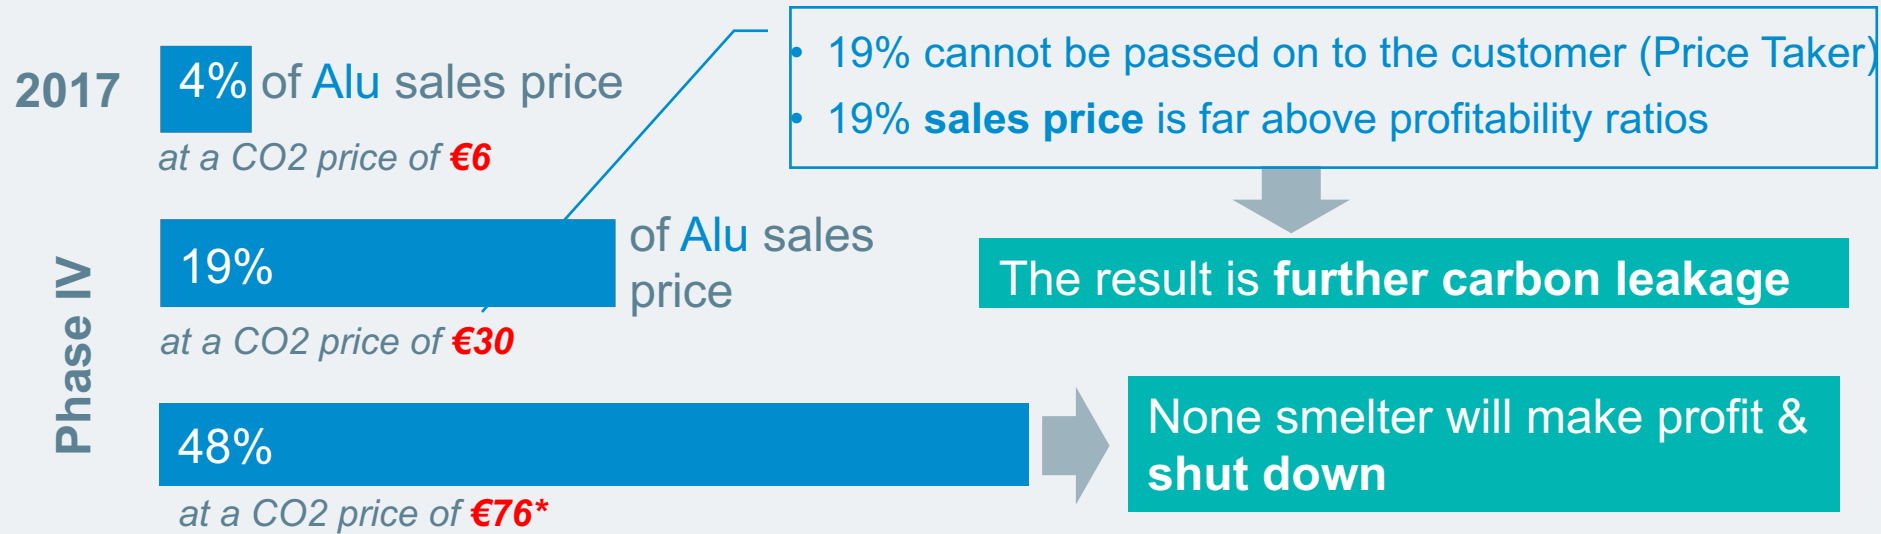 2017
4% of Alu sales price
at a CO2 price of €6
• 19% cannot be passed on to the customer (Price Taker)
• 19% sales price is far above profitability ratios
Phase IV
19%
of Alu sales
price
at a CO2 price of €30
The result is further carbon leakage
48%
at a CO2 price of €76*
None smelter will make profit &
shut down